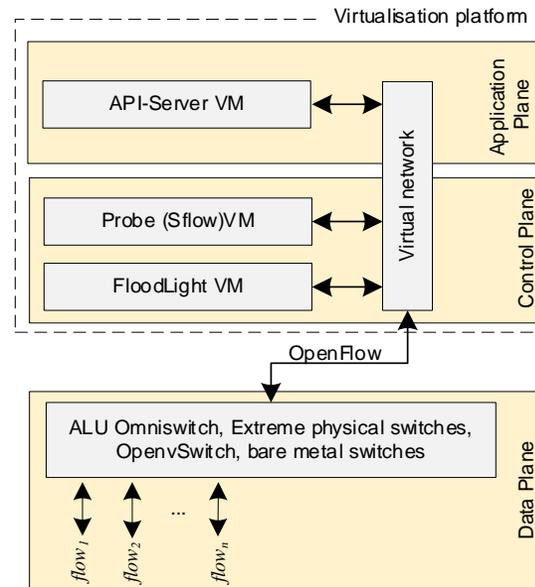 Virtualisation platform
API-Server VM
Application
Plane
Virtual network
Probe (Sflow)VM
FloodLight VM
Control Plane
OpenFlow
ALU Omniswitch, Extreme physical switches,
OpenvSwitch, bare metal switches
Data Plane
...
flow1
flow2
flown